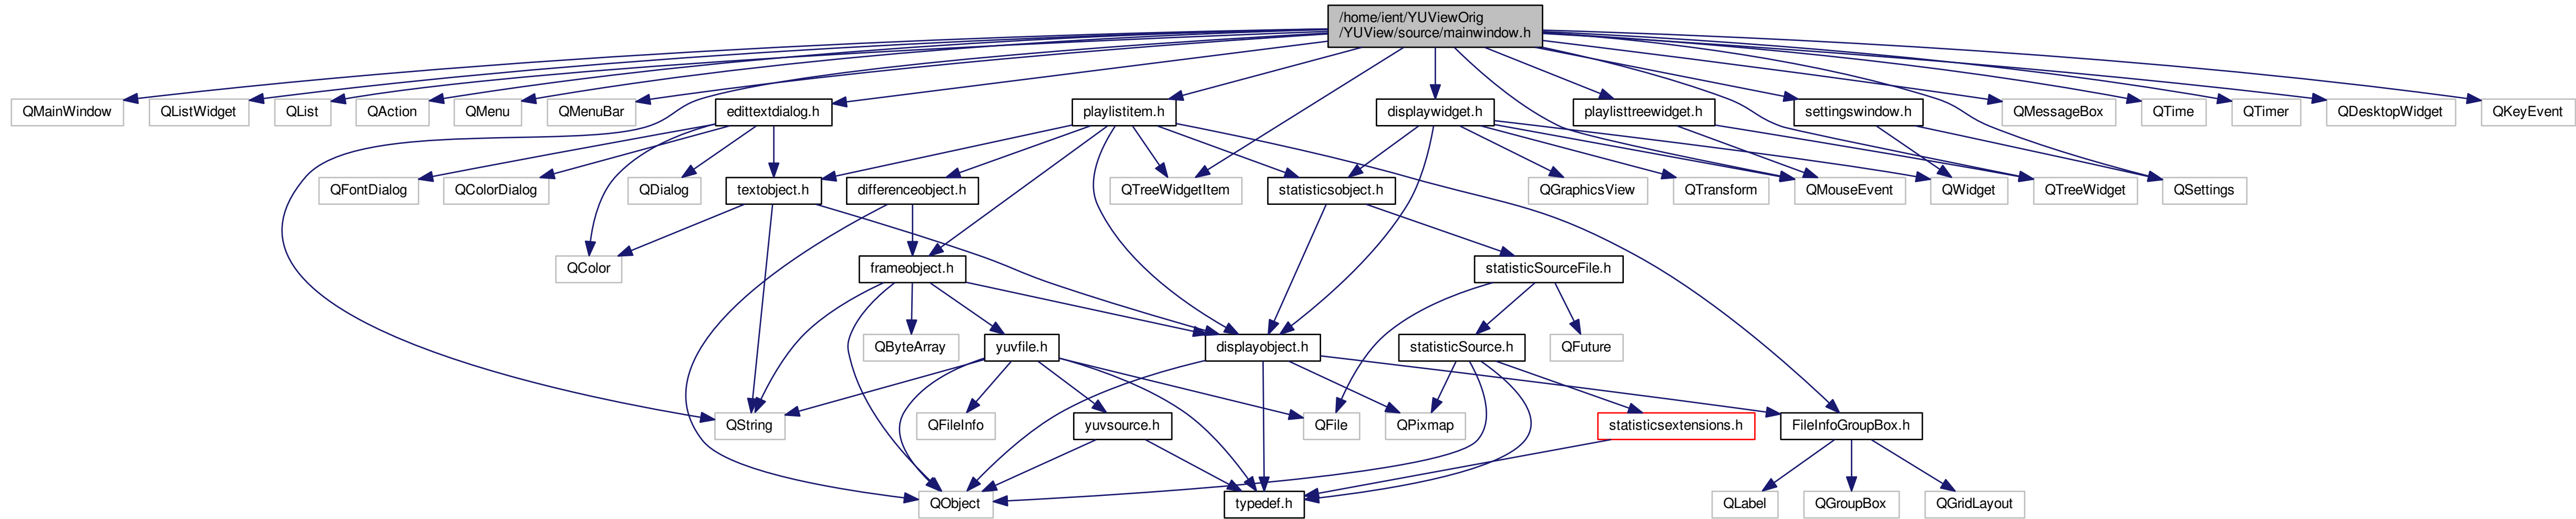 /home/ient/YUViewOrig
/YUView/source/mainwindow.h
QMainWindow
QListWidget
QList
QAction
QMenu
QMenuBar
edittextdialog.h
playlistitem.h
displaywidget.h
playlisttreewidget.h
settingswindow.h
QMessageBox
QTime
QTimer
QDesktopWidget
QKeyEvent
QFontDialog
QColorDialog
QDialog
textobject.h
differenceobject.h
QTreeWidgetItem
statisticsobject.h
QGraphicsView
QTransform
QMouseEvent
QWidget
QTreeWidget
QSettings
QColor
frameobject.h
statisticSourceFile.h
QByteArray
yuvfile.h
displayobject.h
statisticSource.h
QFuture
QString
QFileInfo
yuvsource.h
QFile
QPixmap
statisticsextensions.h
FileInfoGroupBox.h
QObject
typedef.h
QLabel
QGroupBox
QGridLayout